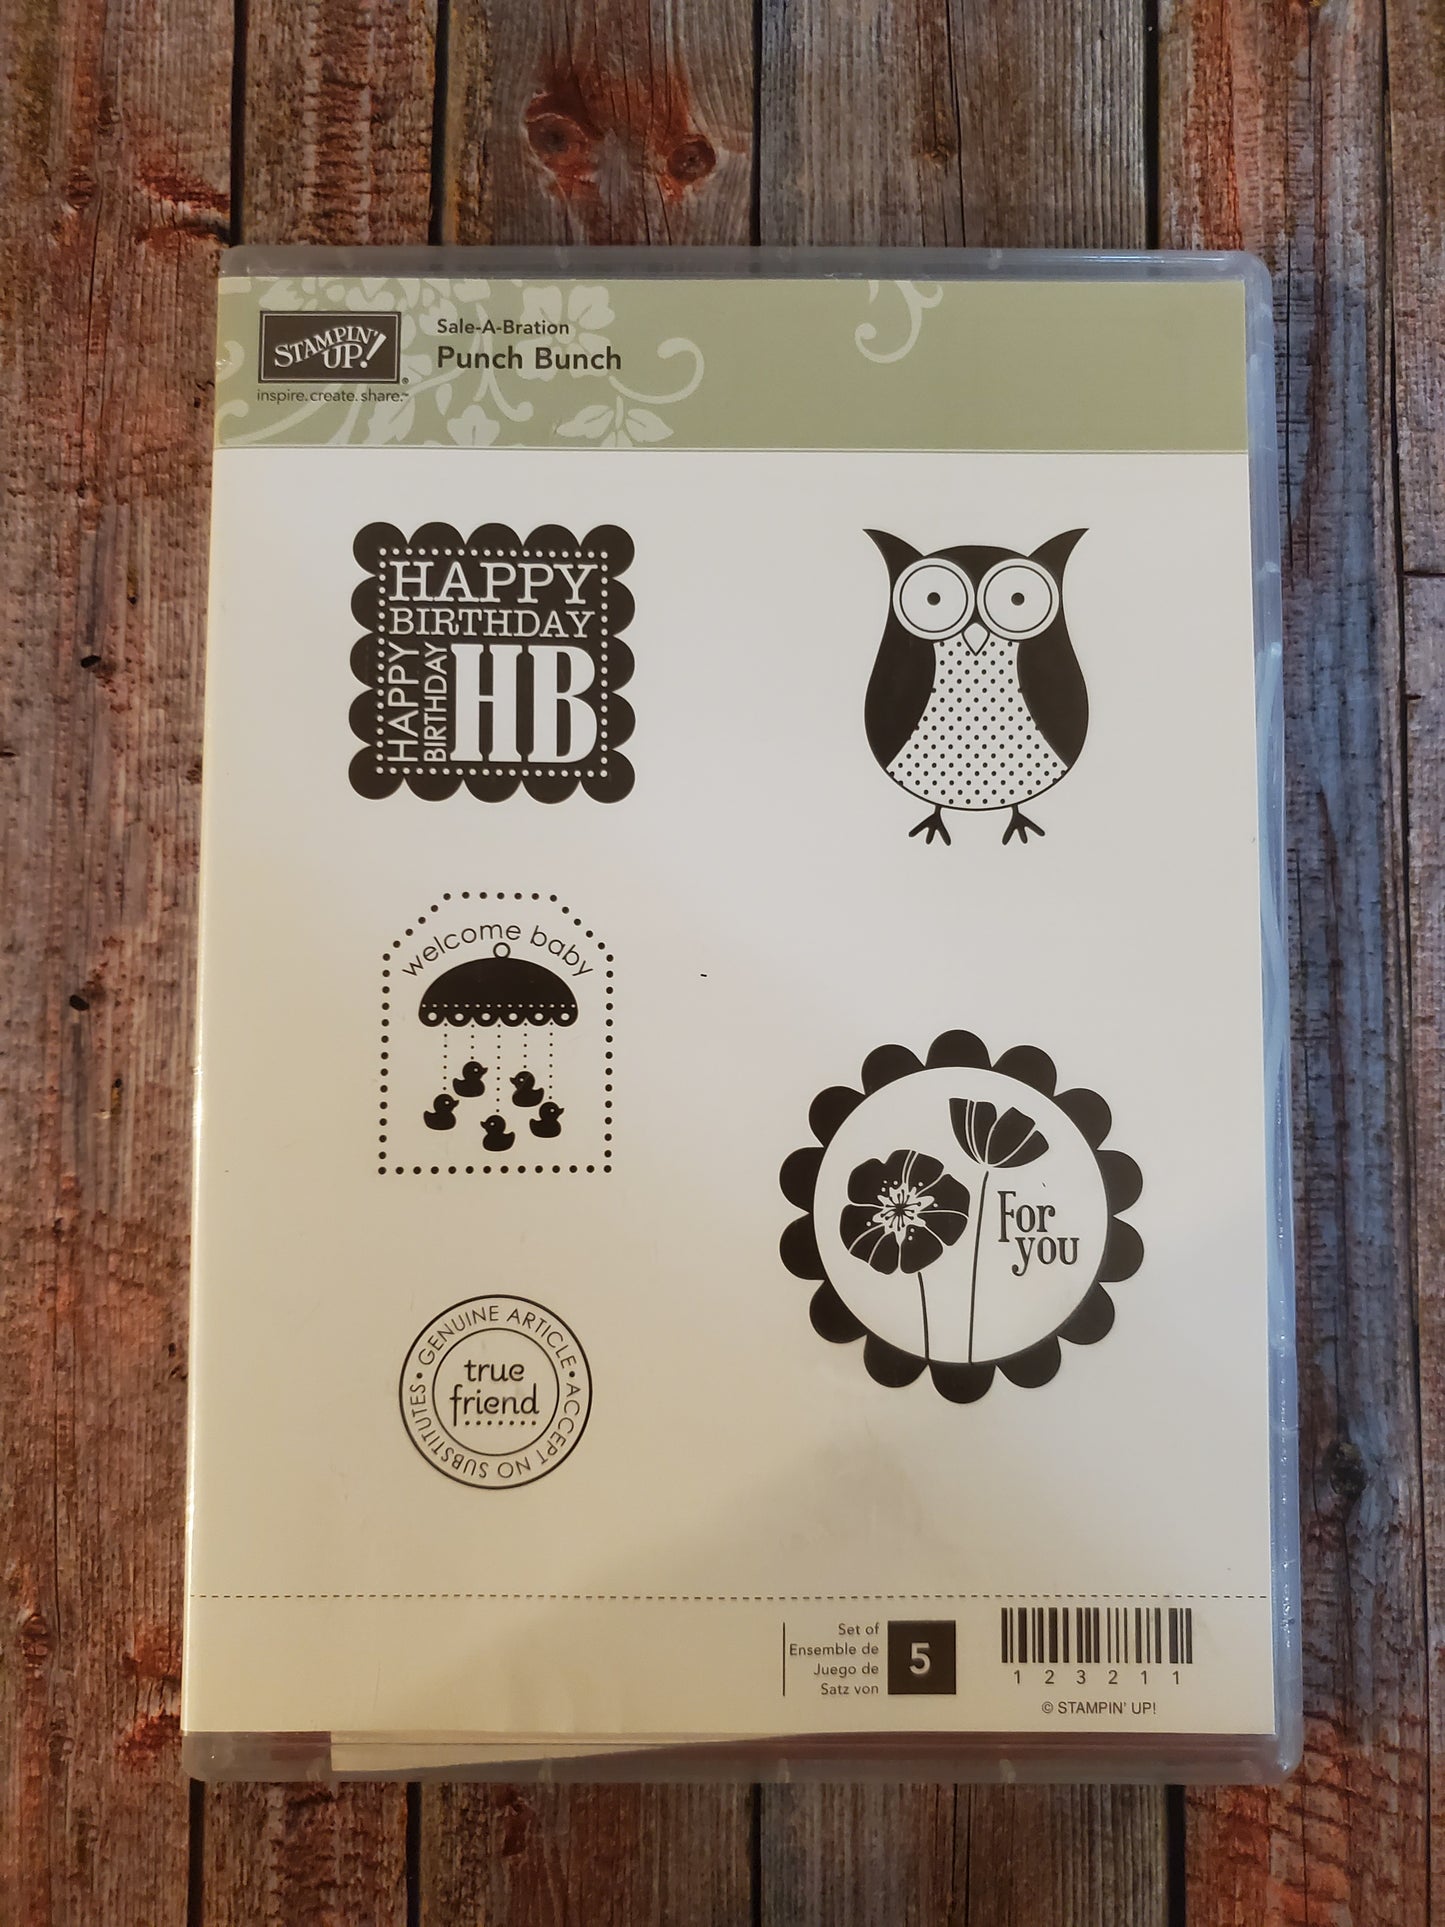 STAMPIN' UP!®
inspire.create.share.™
Sale-A-Bration
Punch Bunch
HAPPY
BIRTHDAY
HAPPY
BIRTHDAY
HB
welcome baby
For
you
GENUINE ARTICLE • ACCEPT NO SUBSTITUTES •
true
friend
Set of
Ensemble de
Juego de
Satz von
5
123211
© STAMPIN' UP!